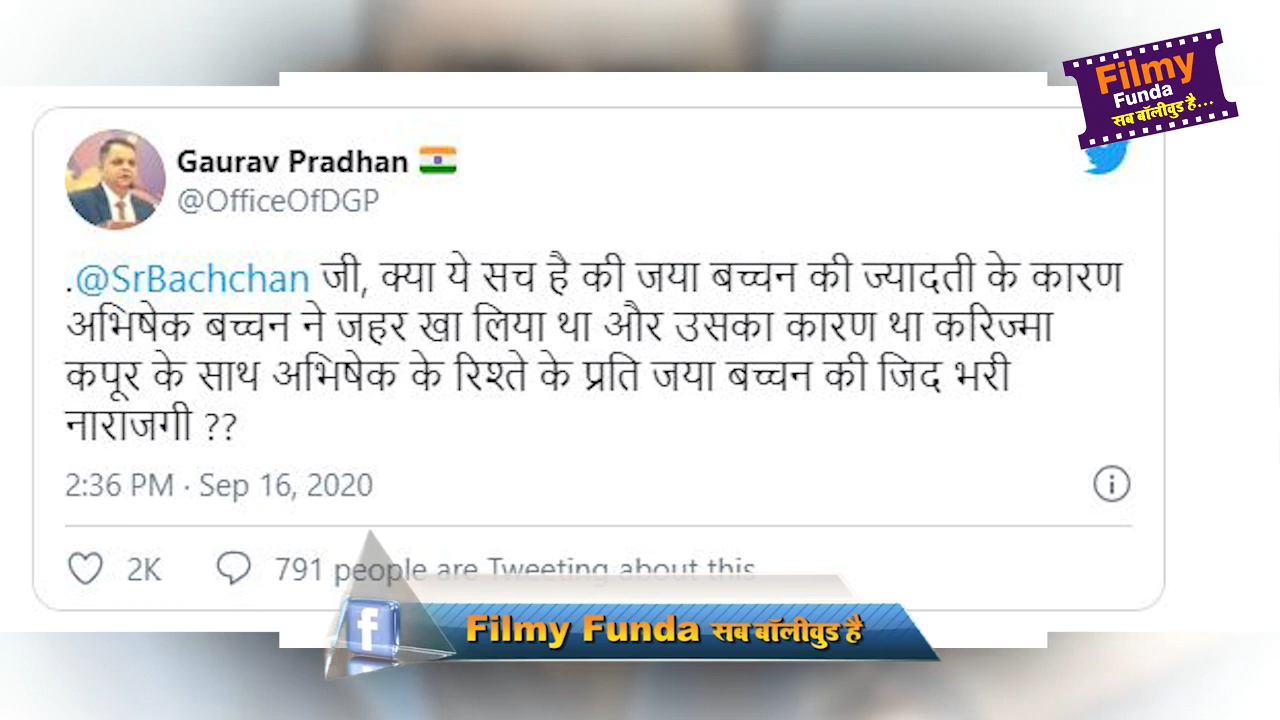 Filmy
Funda
सब बॉलीवुड है...
Gaurav Pradhan
@OfficeOfDGP
.@SrBachchan जी, क्या ये सच है की जया बच्चन की ज्यादती के कारण
अभिषेक बच्चन ने जहर खा लिया था और उसका कारण था करिज्मा
कपूर के साथ अभिषेक के रिश्ते के प्रति जया बच्चन की जिद भरी
नाराजगी ??
2:36 PM · Sep 16, 2020
2K 791 people are Tweeting about this
Filmy Funda सब बॉलीवुड है